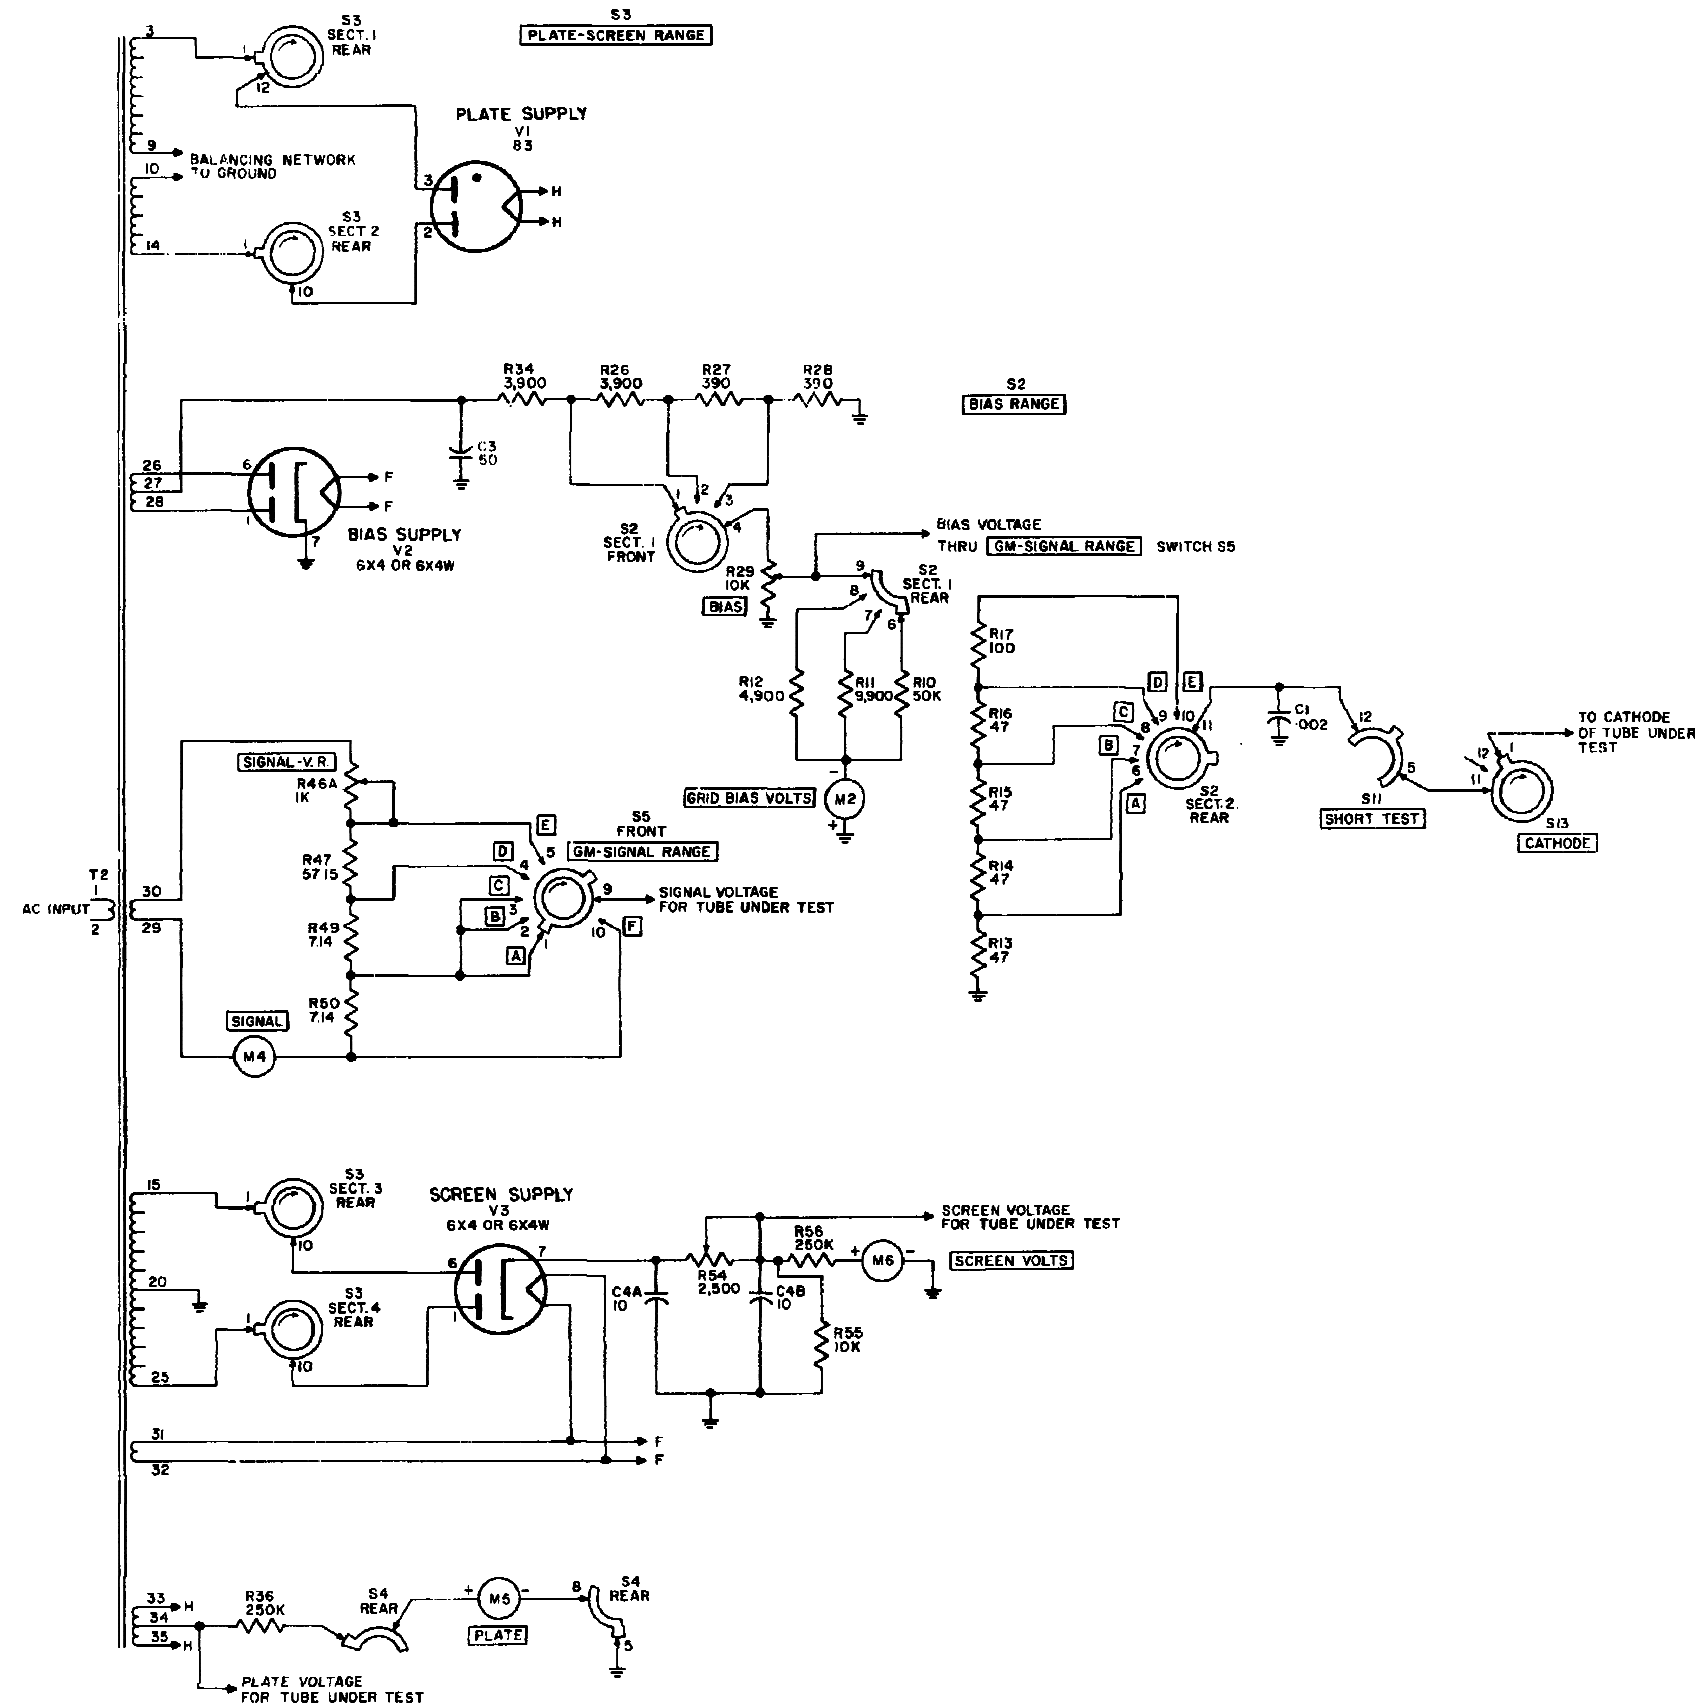 S3
PLATE-SCREEN RANGE
3
S3
SECT. 1
REAR
1
12
PLATE SUPPLY
V1
83
9
BALANCING NETWORK
TO GROUND
10
3
H
H
2
S3
SECT 2
REAR
14
1
10
R34
3,900
R26
3,900
R27
390
R28
390
S2
BIAS RANGE
C3
50
26
27
28
6
1
7
F
F
BIAS SUPPLY
V2
6X4 OR 6X4W
1
2
3
4
S2
SECT. 1
FRONT
BIAS VOLTAGE
THRU GM-SIGNAL RANGE SWITCH S5
R29
10K
BIAS
9
8
7
6
S2
SECT. 1
REAR
R12
4,900
R11
9,900
R10
50K
-
GRID BIAS VOLTS
M2
+
R17
100
R16
47
R15
47
R14
47
R13
47
D
E
C
B
A
9
10
11
8
7
6
S2
SECT. 2.
REAR
C1
.002
12
5
S11
SHORT TEST
12
1
11
TO CATHODE
OF TUBE UNDER
TEST
S13
CATHODE
SIGNAL-V.R.
R46A
1K
R47
5715
R49
7.14
R50
7.14
S5
FRONT
GM-SIGNAL RANGE
E
D
C
B
A
F
5
4
3
2
1
9
10
SIGNAL VOLTAGE
FOR TUBE UNDER TEST
T2
1
AC INPUT
2
30
29
SIGNAL
M4
15
1
S3
SECT. 3
REAR
10
SCREEN SUPPLY
V3
6X4 OR 6X4W
6
7
1
20
S3
SECT. 4
REAR
1
10
25
C4A
10
R54
2,500
C4B
10
R56
250K
R55
10K
+
M6
-
SCREEN VOLTAGE
FOR TUBE UNDER TEST
SCREEN VOLTS
31
32
F
F
33
H
34
35
H
R36
250K
S4
REAR
+
M5
-
PLATE
8
S4
REAR
5
PLATE VOLTAGE
FOR TUBE UNDER TEST